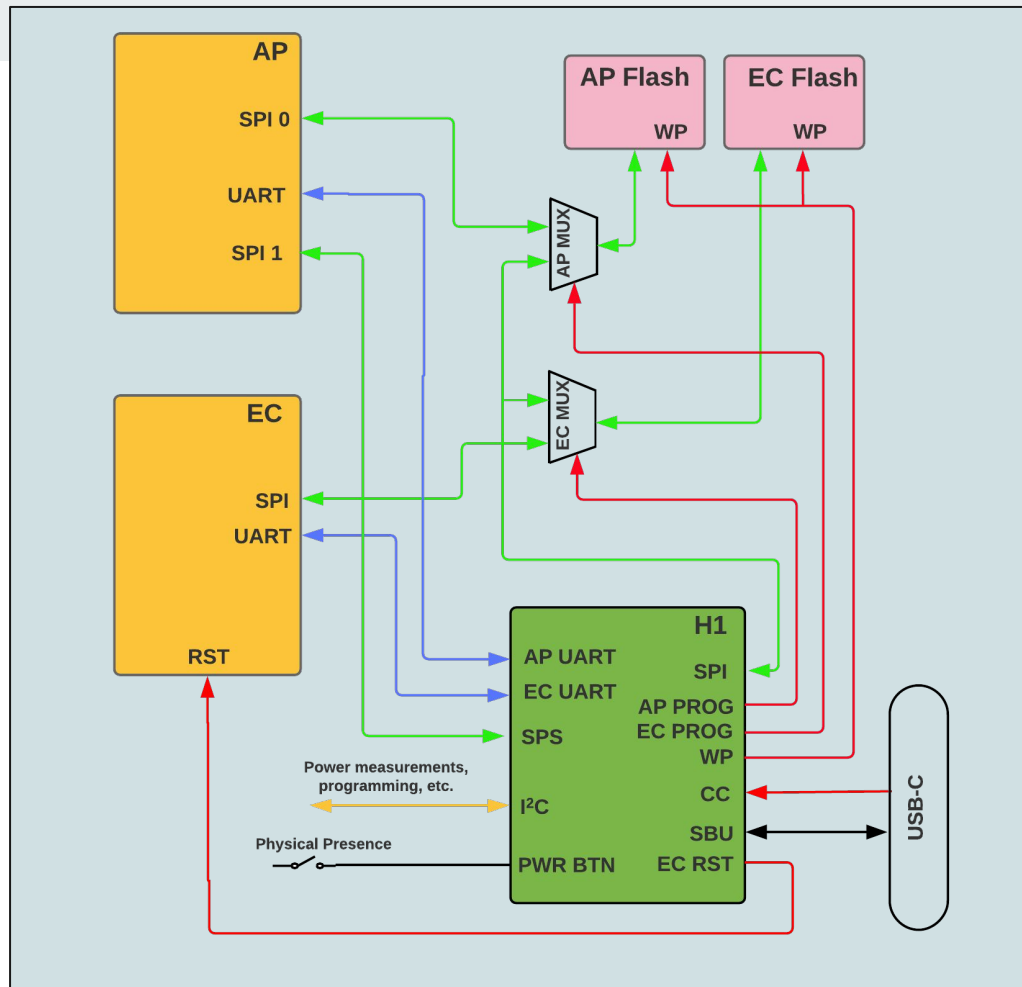 AP
SPI 0
UART
SPI 1
AP Flash
WP
EC Flash
WP
AP MUX
EC MUX
EC
SPI
UART
RST
H1
AP UART
EC UART
SPS
I²C
PWR BTN
SPI
AP PROG
EC PROG
WP
CC
SBU
EC RST
Power measurements,
programming, etc.
Physical Presence
USB-C